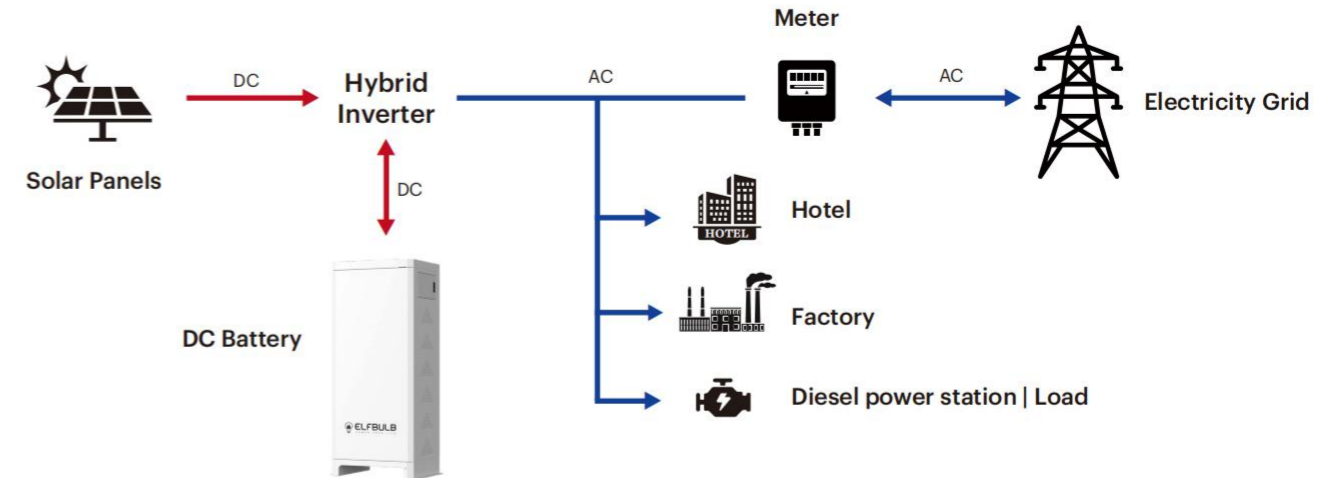 Meter
DC
Hybrid
Inverter
AC
AC
Electricity Grid
Solar Panels
DC
HOTEL
Hotel
DC Battery
Factory
Diesel power station | Load
ELFBULB